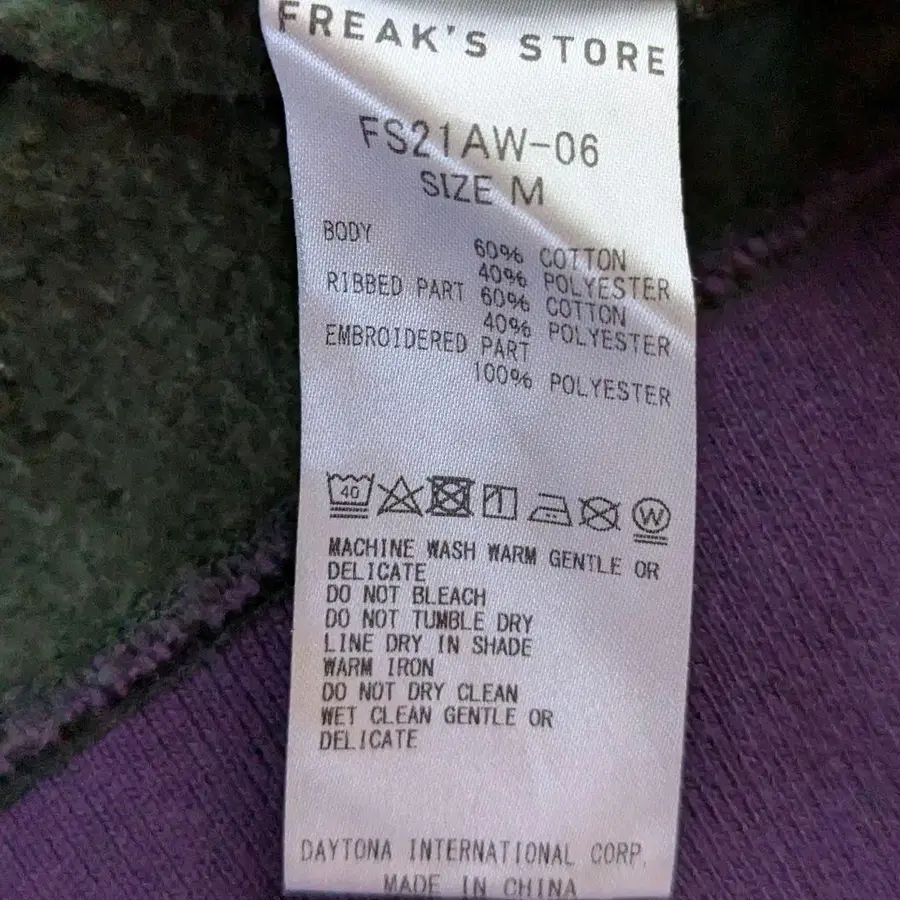 FREAK'S STORE
FS21AW-06
SIZE M
BODY
60% COTTON
40% POLYESTER
RIBBED PART 60% COTTON
40% POLYESTER
EMBROIDERED PART
100% POLYESTER
40 W
MACHINE WASH WARM GENTLE OR
DELICATE
DO NOT BLEACH
DO NOT TUMBLE DRY
LINE DRY IN SHADE
WARM IRON
DO NOT DRY CLEAN
WET CLEAN GENTLE OR
DELICATE
DAYTONA INTERNATIONAL CORP.
MADE IN CHINA